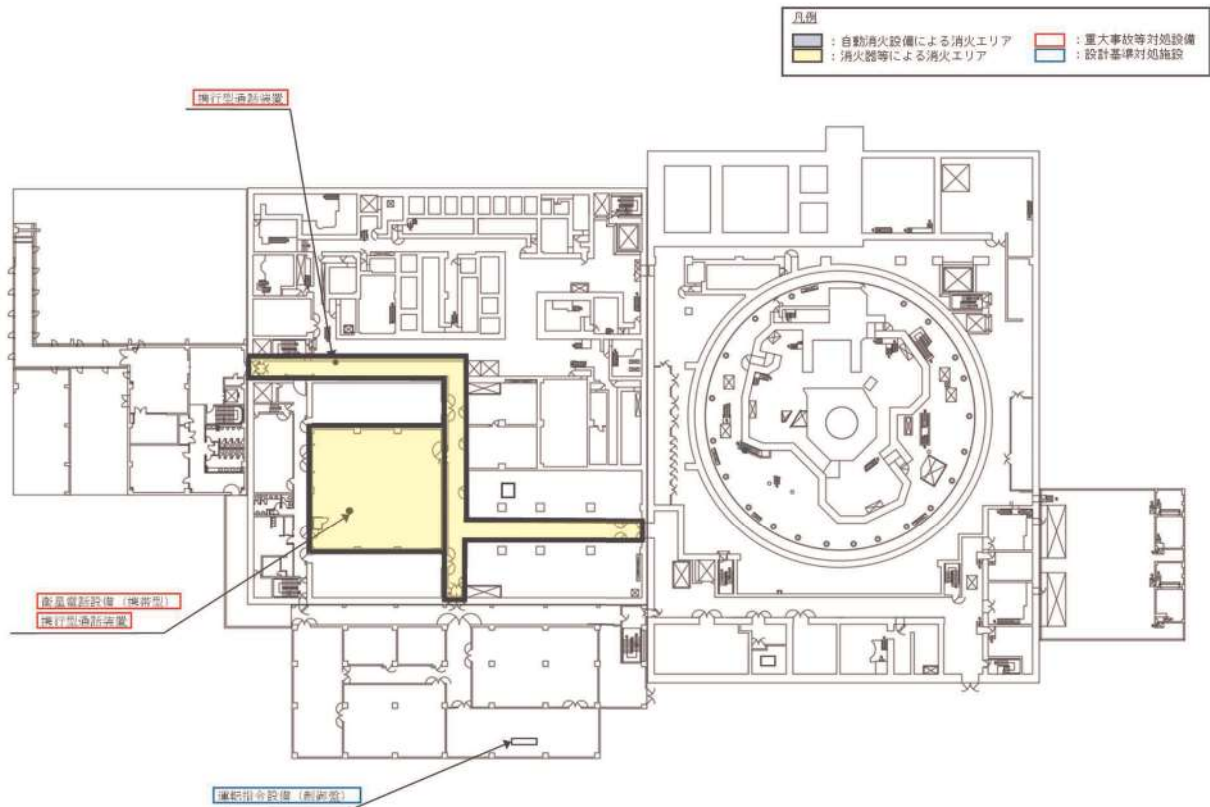 凡例
：自動消火設備による消火エリア
：重大事故等対処設備
：消火器等による消火エリア
：設計基準対処施設
携行型通話装置
衛星電話設備（携帯型）
携行型通話装置
運転指令設備（制御盤）